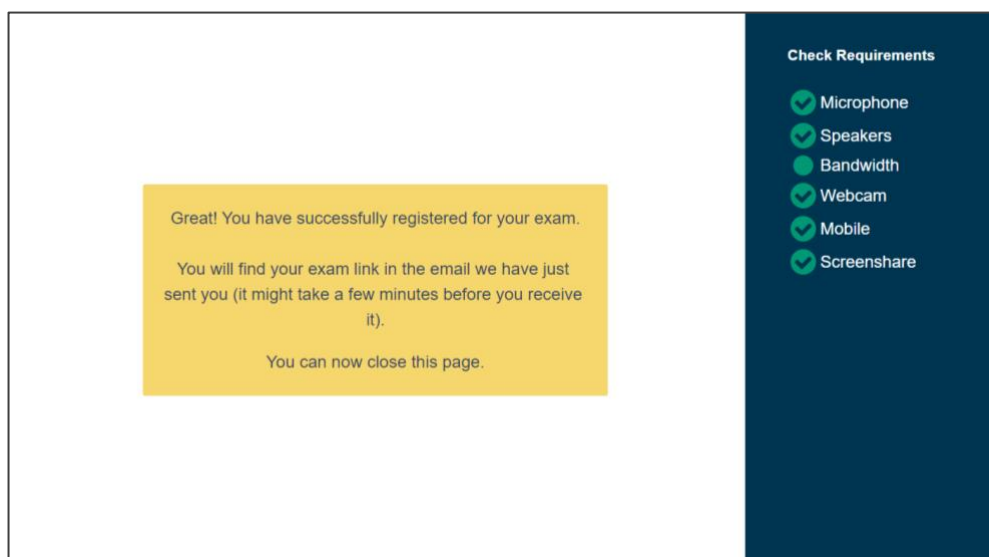 Great! You have successfully registered for your exam.
You will find your exam link in the email we have just
sent you (it might take a few minutes before you receive
it).
You can now close this page.
Check Requirements
Microphone
Speakers
Bandwidth
Webcam
Mobile
Screenshare